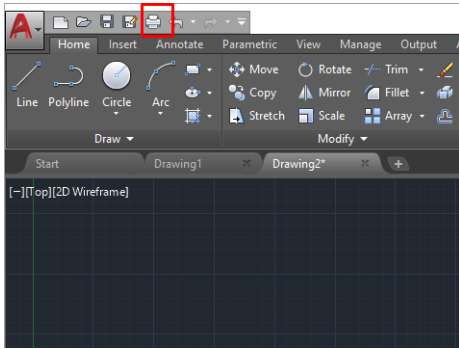 A
Home Insert Annotate Parametric View Manage Output
Move Rotate Trim
Line Polyline Circle Arc Copy Mirror Fillet
Stretch Scale Array
Draw Modify
Start Drawing1 Drawing2*
[−][Top][2D Wireframe]